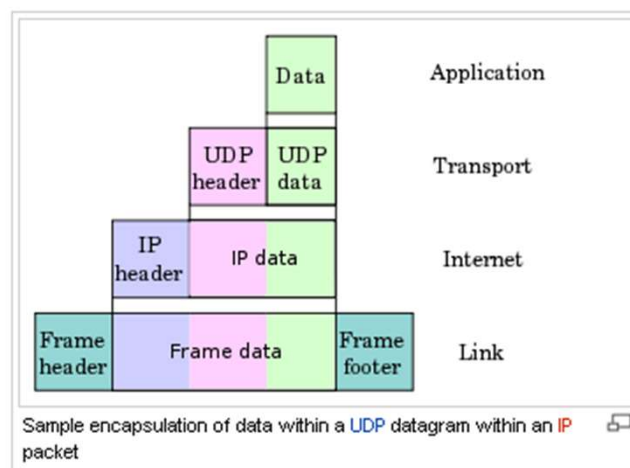 Data
Application
UDP
header
UDP
data
Transport
IP
header
IP data
Internet
Frame
header
Frame data
Frame
footer
Link
Sample encapsulation of data within a UDP datagram within an IP
packet